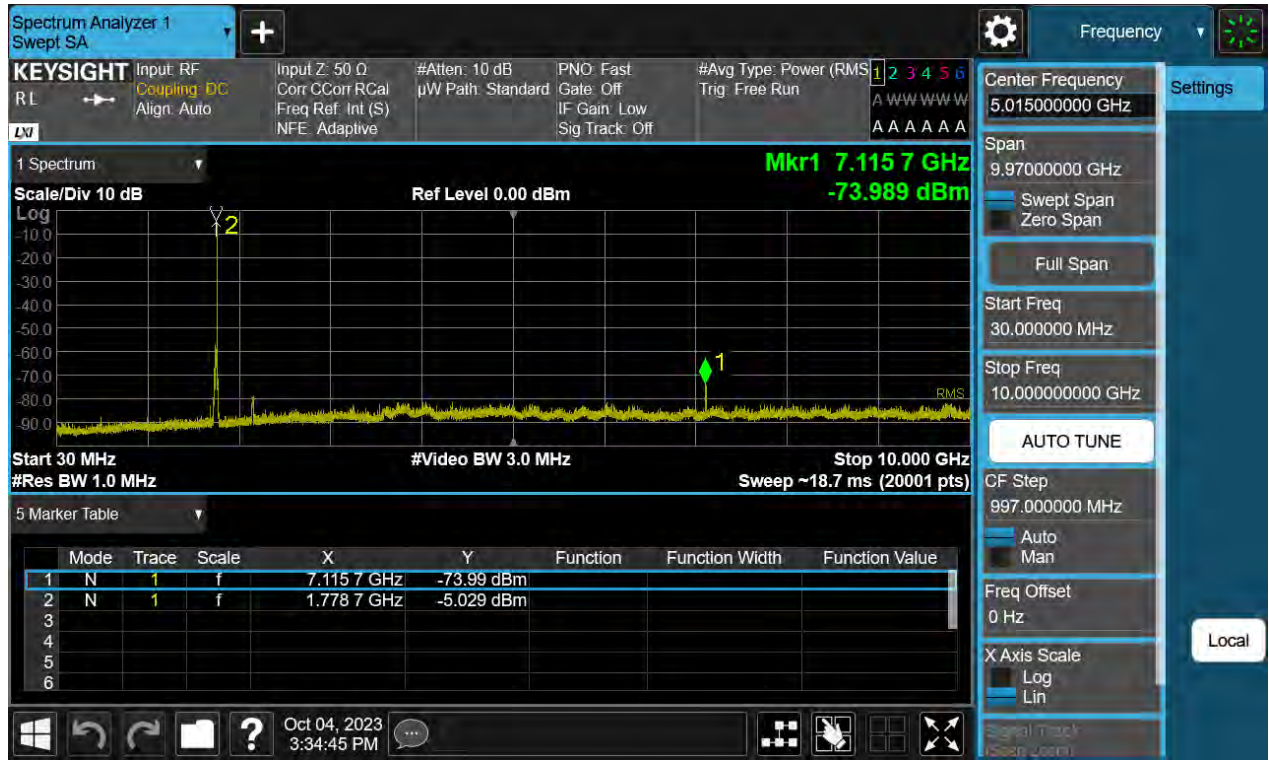 Spectrum Analyzer 1
Swept SA
+
Frequency
KEYSIGHT
RL
LXI
Input: RF
Coupling: DC
Align: Auto
Input Z: 50 Ω
Corr CCorr RCal
Freq Ref: Int (S)
NFE: Adaptive
#Atten: 10 dB
µW Path: Standard
PNO: Fast
Gate: Off
IF Gain: Low
Sig Track: Off
#Avg Type: Power (RMS
Trig: Free Run
1 2 3 4 5 6
A W W W W W
A A A A A A
1 Spectrum
Mkr1 7.115 7 GHz
Scale/Div 10 dB
Ref Level 0.00 dBm
-73.989 dBm
Log
-10.0
-20.0
-30.0
-40.0
-50.0
-60.0
-70.0
-80.0
-90.0
2
1
RMS
Start 30 MHz
#Video BW 3.0 MHz
Stop 10.000 GHz
#Res BW 1.0 MHz
Sweep ~18.7 ms (20001 pts)
5 Marker Table
Mode Trace Scale X Y Function Function Width Function Value
1 N 1 f 7.115 7 GHz -73.99 dBm
2 N 1 f 1.778 7 GHz -5.029 dBm
3
4
5
6
?
Oct 04, 2023
3:34:45 PM
Center Frequency
5.015000000 GHz
Settings
Span
9.97000000 GHz
Swept Span
Zero Span
Full Span
Start Freq
30.000000 MHz
Stop Freq
10.000000000 GHz
AUTO TUNE
CF Step
997.000000 MHz
Auto
Man
Freq Offset
0 Hz
Local
X Axis Scale
Log
Lin
Signal Track
(Span Zoom)